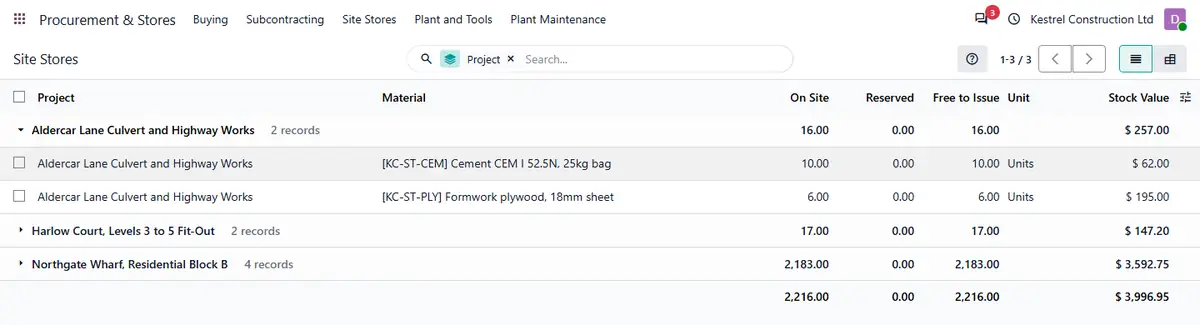 Procurement & Stores Buying Subcontracting Site Stores Plant and Tools Plant Maintenance 3 Kestrel Construction Ltd D
Site Stores Project × Search... 1-3 / 3
Project Material On Site Reserved Free to Issue Unit Stock Value
Aldercar Lane Culvert and Highway Works 2 records 16.00 0.00 16.00 $ 257.00
Aldercar Lane Culvert and Highway Works [KC-ST-CEM] Cement CEM I 52.5N, 25kg bag 10.00 0.00 10.00 Units $ 62.00
Aldercar Lane Culvert and Highway Works [KC-ST-PLY] Formwork plywood, 18mm sheet 6.00 0.00 6.00 Units $ 195.00
Harlow Court, Levels 3 to 5 Fit-Out 2 records 17.00 0.00 17.00 $ 147.20
Northgate Wharf, Residential Block B 4 records 2,183.00 0.00 2,183.00 $ 3,592.75
2,216.00 0.00 2,216.00 $ 3,996.95